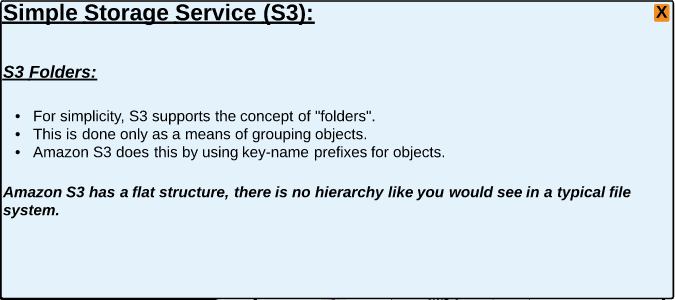 Simple Storage Service (S3):
X
S3 Folders:
• For simplicity, S3 supports the concept of "folders".
• This is done only as a means of grouping objects.
• Amazon S3 does this by using key-name prefixes for objects.
Amazon S3 has a flat structure, there is no hierarchy like you would see in a typical file
system.